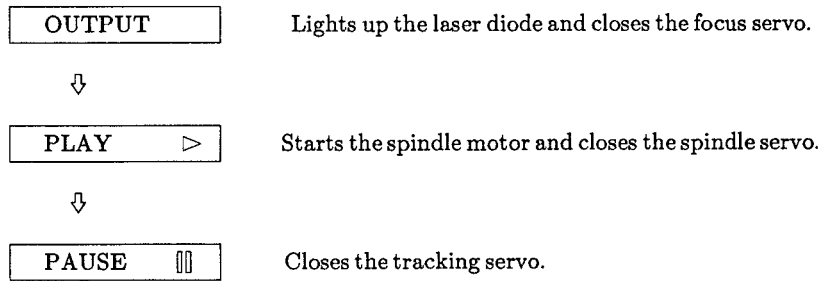 OUTPUT Lights up the laser diode and closes the focus servo.
⇩
PLAY ▷ Starts the spindle motor and closes the spindle servo.
⇩
PAUSE Closes the tracking servo.